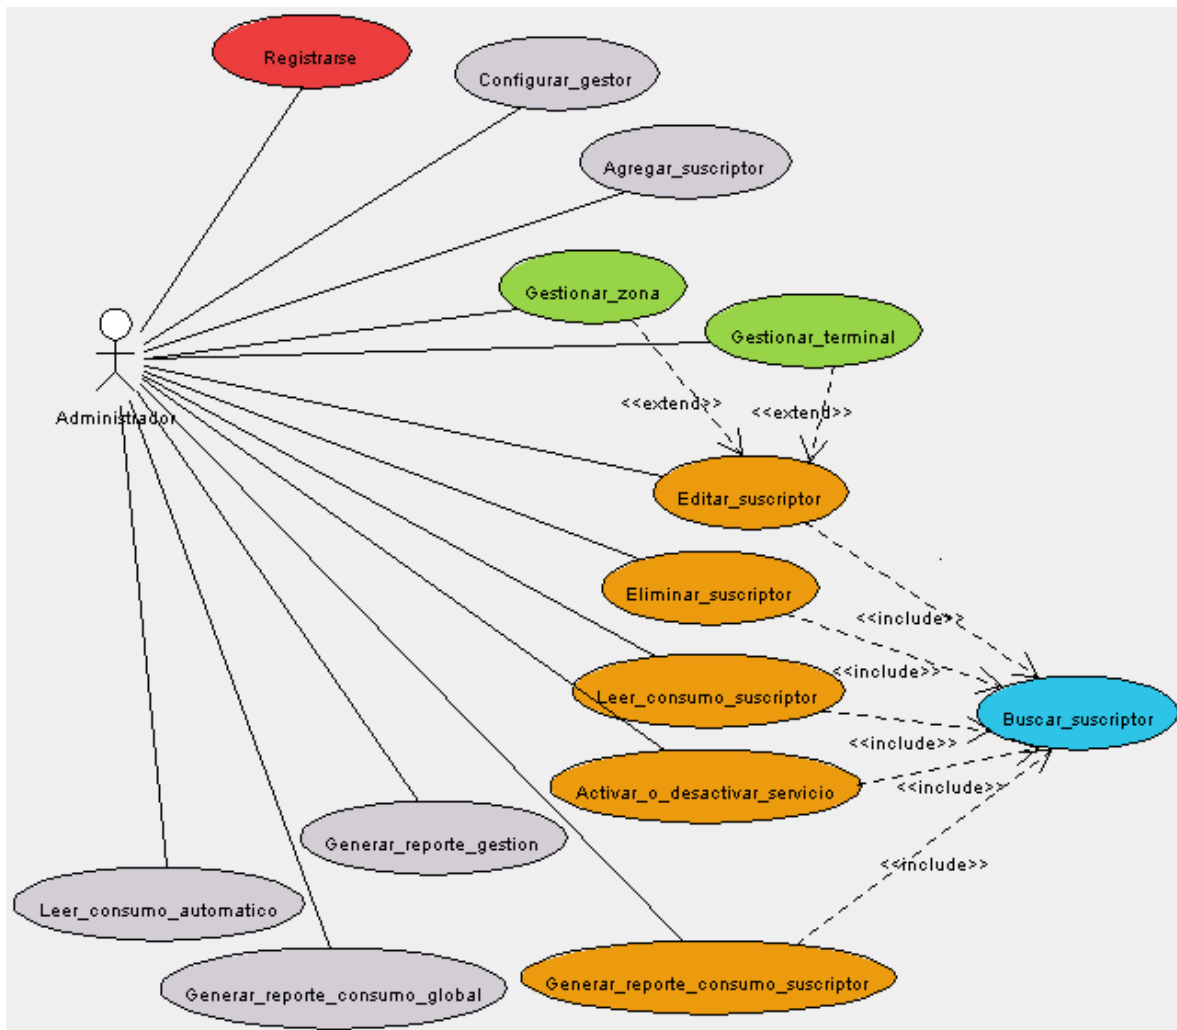 Registrarse
Configurar_gestor
Agregar_suscriptor
Gestionar_zona
Gestionar_terminal
Administrador
<<extend>>
<<extend>>
Editar_suscriptor
Eliminar_suscriptor
<<include>>
<<include>>
Leer_consumo_suscriptor
Buscar_suscriptor
<<include>>
Activar_o_desactivar_servicio
<<include>>
Generar_reporte_gestion
<<include>>
Leer_consumo_automatico
Generar_reporte_consumo_global
Generar_reporte_consumo_suscriptor